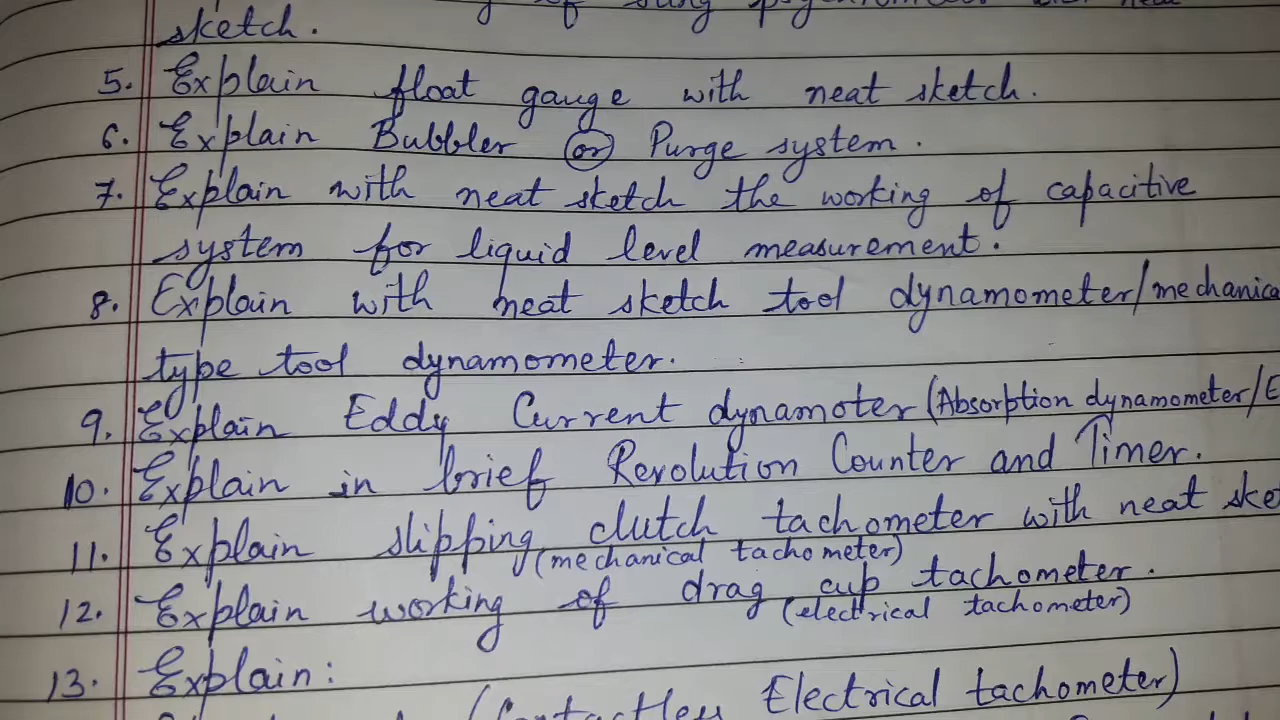 of sling
sketch.
5. Explain float gauge with neat sketch.
6. Explain Bubbler (or) Purge system.
7. Explain with neat sketch the working of capacitive
system for liquid level measurement.
8. Explain with neat sketch tool dynamometer/mechanica
type tool dynamometer.
9. Explain Eddy Current dynamoter (Absorption dynamometer/E
10. Explain in brief Revolution Counter and Timer.
11. Explain slipping clutch tachometer with neat ske
(mechanical tachometer)
12. Explain working of drag cup tachometer.
(electrical tachometer)
13. Explain:
(Contactless Electrical tachometer)